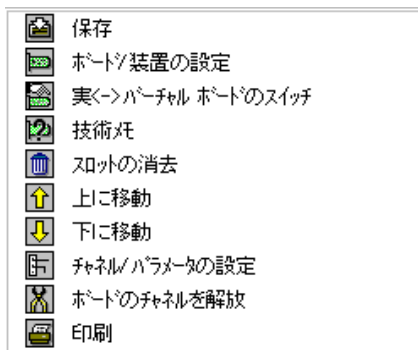 保存
ﾎﾞｰﾄﾞ/装置の設定
実<->ﾊﾞｰﾁｬﾙ ﾎﾞｰﾄﾞのｽｲｯﾁ
技術ﾒﾓ
ｽﾛｯﾄの消去
上に移動
下に移動
ﾁｬﾈﾙ/ﾊﾟﾗﾒｰﾀの設定
ﾎﾞｰﾄﾞのﾁｬﾈﾙを解放
印刷